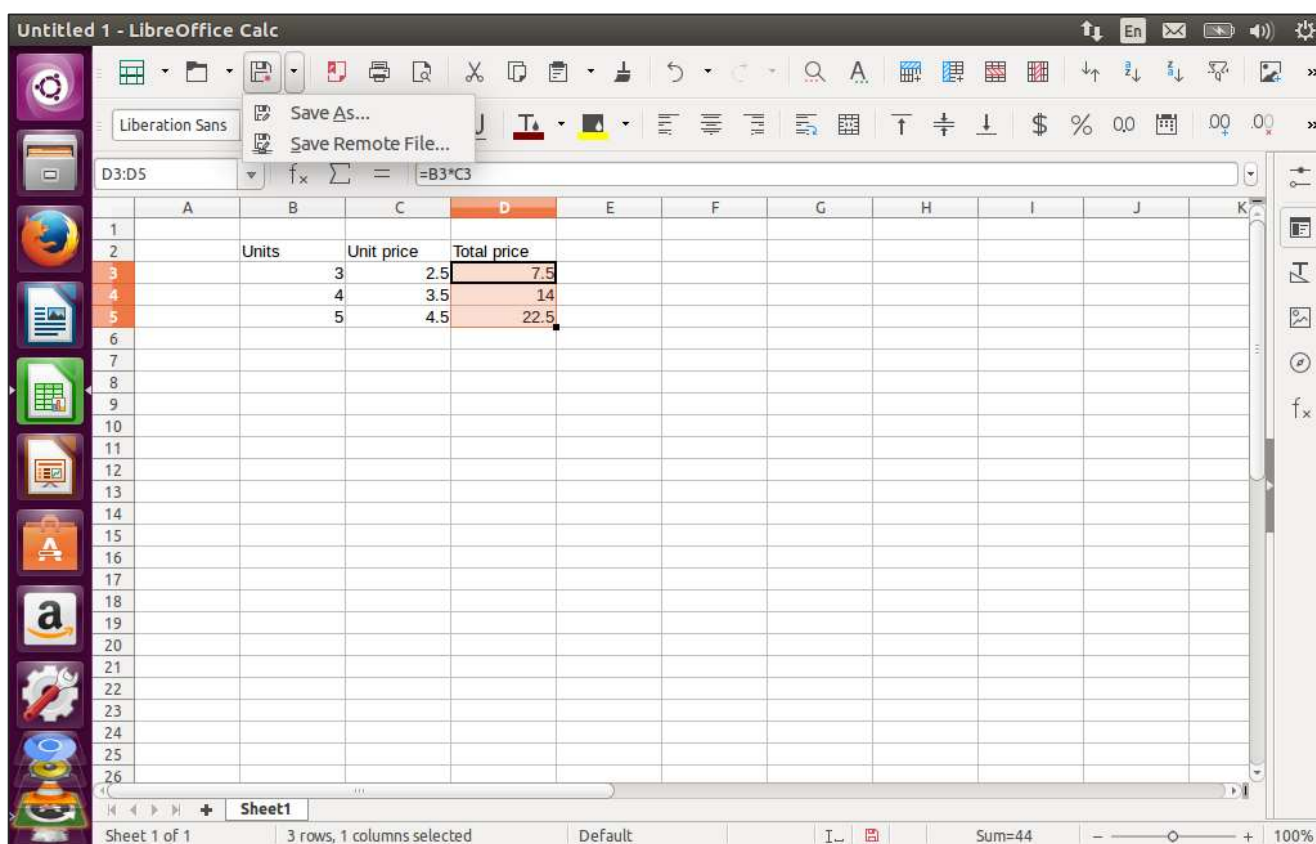 Untitled 1 - LibreOffice Calc En
Save As...
Save Remote File...
Liberation Sans
$ % 0.0 .00 .00
D3:D5 fx Σ = =B3*C3
A B C D E F G H I J K
1
2 Units Unit price Total price
3 3 2.5 7.5
4 4 3.5 14
5 5 4.5 22.5
6
7
8
9
10
11
12
13
14
15
16
17
18
19
20
21
22
23
24
25
26
Sheet1
Sheet 1 of 1 3 rows, 1 columns selected Default Sum=44 100%